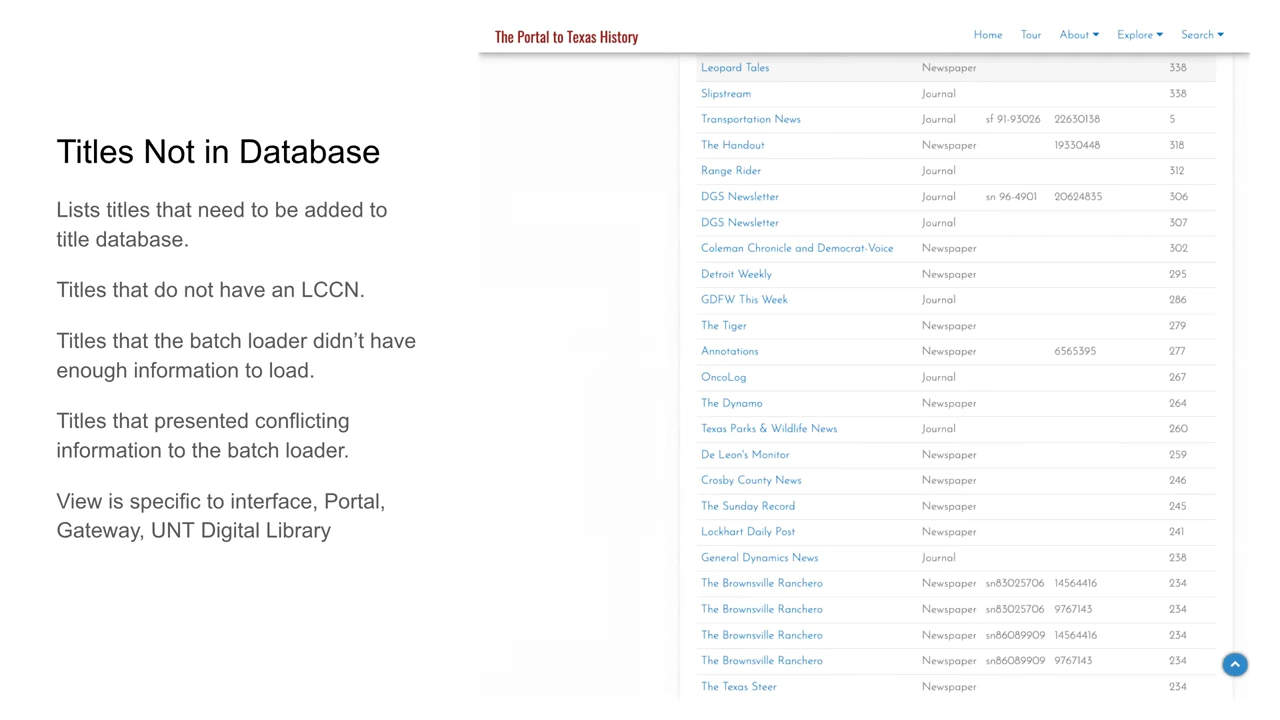 The Portal to Texas History
Home Tour About Explore Search
Titles Not in Database
Lists titles that need to be added to
title database.
Titles that do not have an LCCN.
Titles that the batch loader didn’t have
enough information to load.
Titles that presented conflicting
information to the batch loader.
View is specific to interface, Portal,
Gateway, UNT Digital Library
Leopard Tales Newspaper 338
Slipstream Journal 338
Transportation News Journal sf 91-93026 22630138 5
The Handout Newspaper 19330448 318
Range Rider Journal 312
DGS Newsletter Journal sn 96-4901 20624835 306
DGS Newsletter Journal 307
Coleman Chronicle and Democrat-Voice Newspaper 302
Detroit Weekly Newspaper 295
GDFW This Week Journal 286
The Tiger Newspaper 279
Annotations Newspaper 6565395 277
OncoLog Journal 267
The Dynamo Newspaper 264
Texas Parks & Wildlife News Journal 260
De Leon's Monitor Newspaper 259
Crosby County News Newspaper 246
The Sunday Record Newspaper 245
Lockhart Daily Post Newspaper 241
General Dynamics News Journal 238
The Brownsville Ranchero Newspaper sn83025706 14564416 234
The Brownsville Ranchero Newspaper sn83025706 9767143 234
The Brownsville Ranchero Newspaper sn86089909 14564416 234
The Brownsville Ranchero Newspaper sn86089909 9767143 234
The Texas Steer Newspaper 234